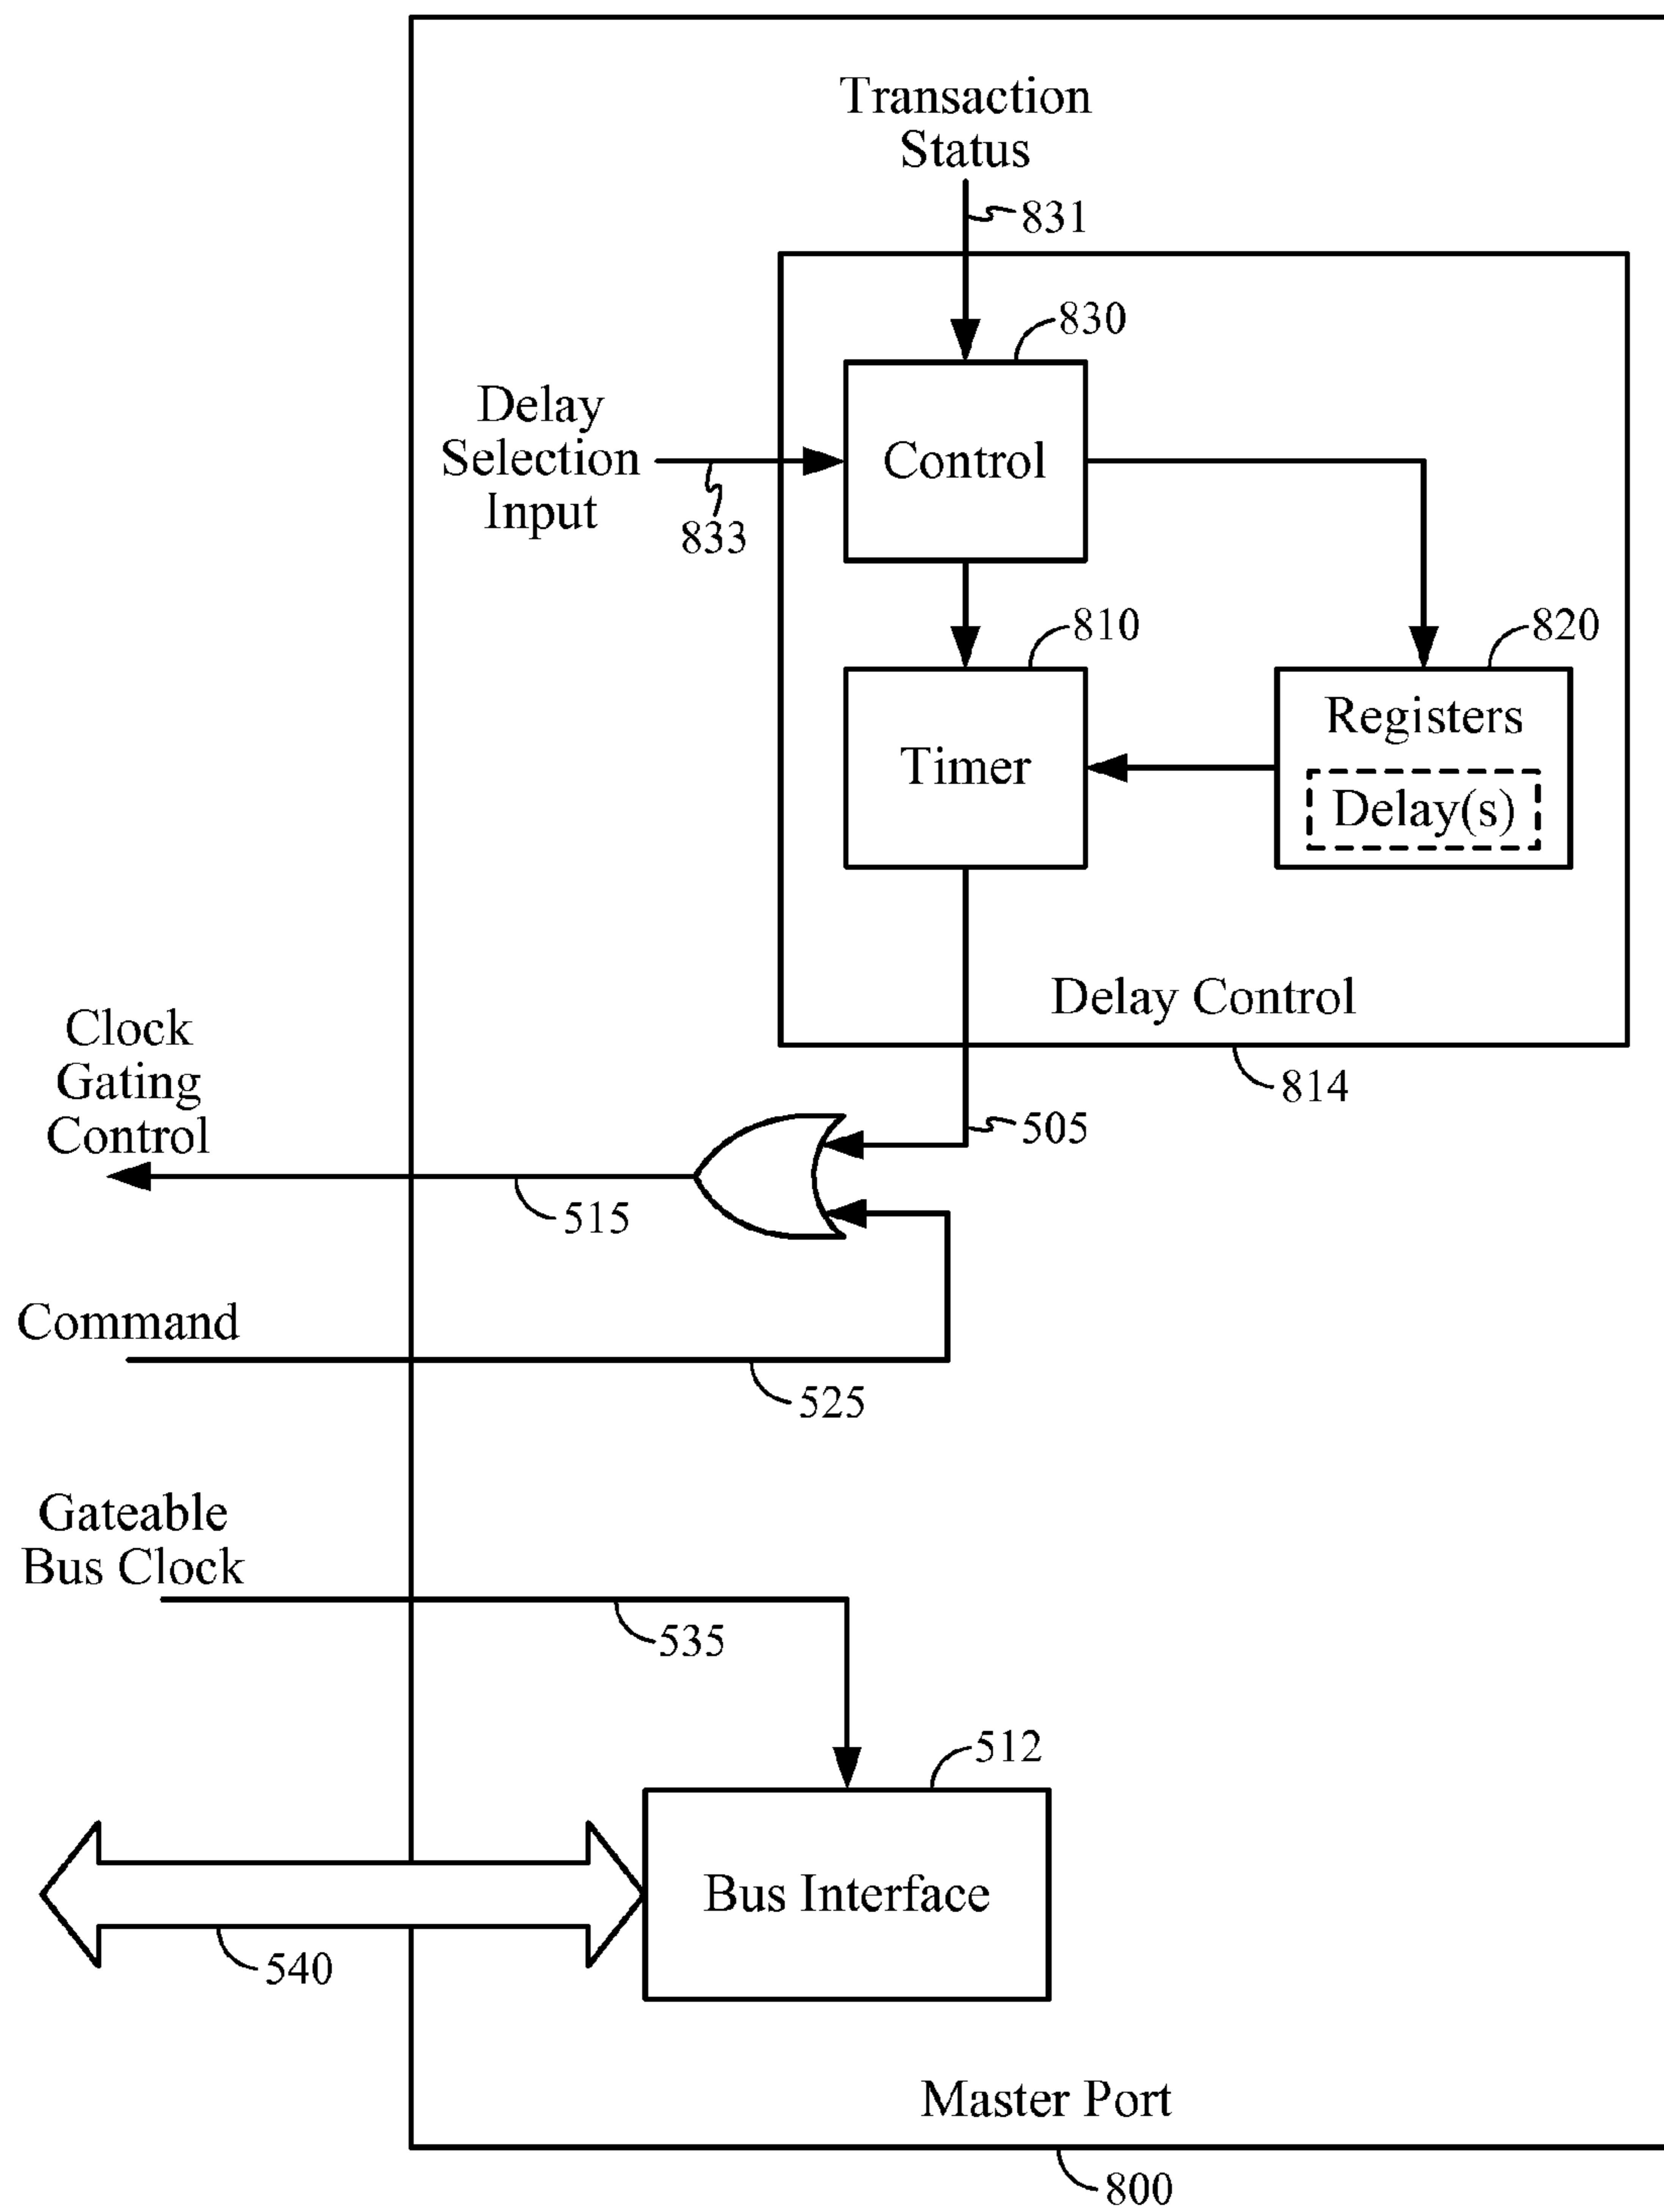 Transaction
Status
831
830
Delay
Selection
Input
833
Control
810
820
Timer
Registers
Delay(s)
Delay Control
814
Clock
Gating
Control
505
515
Command
525
Gateable
Bus Clock
535
512
Bus Interface
540
Master Port
800